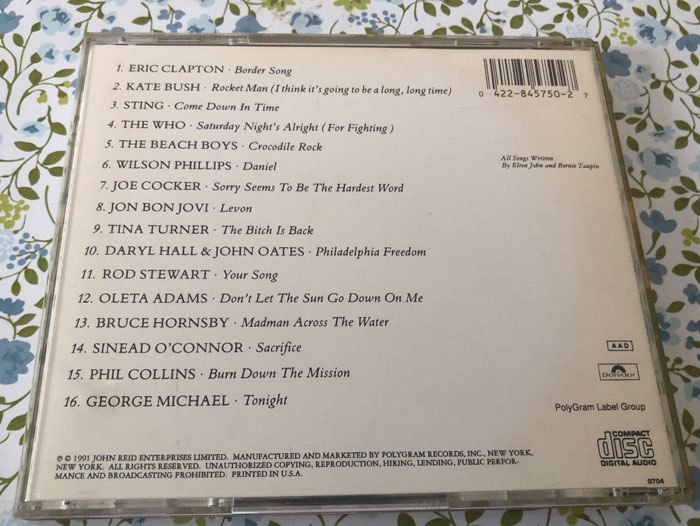 1. ERIC CLAPTON · Border Song
2. KATE BUSH · Rocket Man (I think it's going to be a long, long time)
3. STING · Come Down In Time
4. THE WHO · Saturday Night's Alright (For Fighting)
5. THE BEACH BOYS · Crocodile Rock
6. WILSON PHILLIPS · Daniel
7. JOE COCKER · Sorry Seems To Be The Hardest Word
8. JON BON JOVI · Levon
9. TINA TURNER · The Bitch Is Back
10. DARYL HALL & JOHN OATES · Philadelphia Freedom
11. ROD STEWART · Your Song
12. OLETA ADAMS · Don't Let The Sun Go Down On Me
13. BRUCE HORNSBY · Madman Across The Water
14. SINEAD O'CONNOR · Sacrifice
15. PHIL COLLINS · Burn Down The Mission
16. GEORGE MICHAEL · Tonight
0 422-845750-2 7
All Songs Written
By Elton John and Bernie Taupin
AAD
Polydor
PolyGram Label Group
COMPACT
disc
DIGITAL AUDIO
0704
℗ © 1991 JOHN REID ENTERPRISES LIMITED. MANUFACTURED AND MARKETED BY POLYGRAM RECORDS, INC., NEW YORK,
NEW YORK. ALL RIGHTS RESERVED. UNAUTHORIZED COPYING, REPRODUCTION, HIRING, LENDING, PUBLIC PERFOR-
MANCE AND BROADCASTING PROHIBITED. PRINTED IN U.S.A.